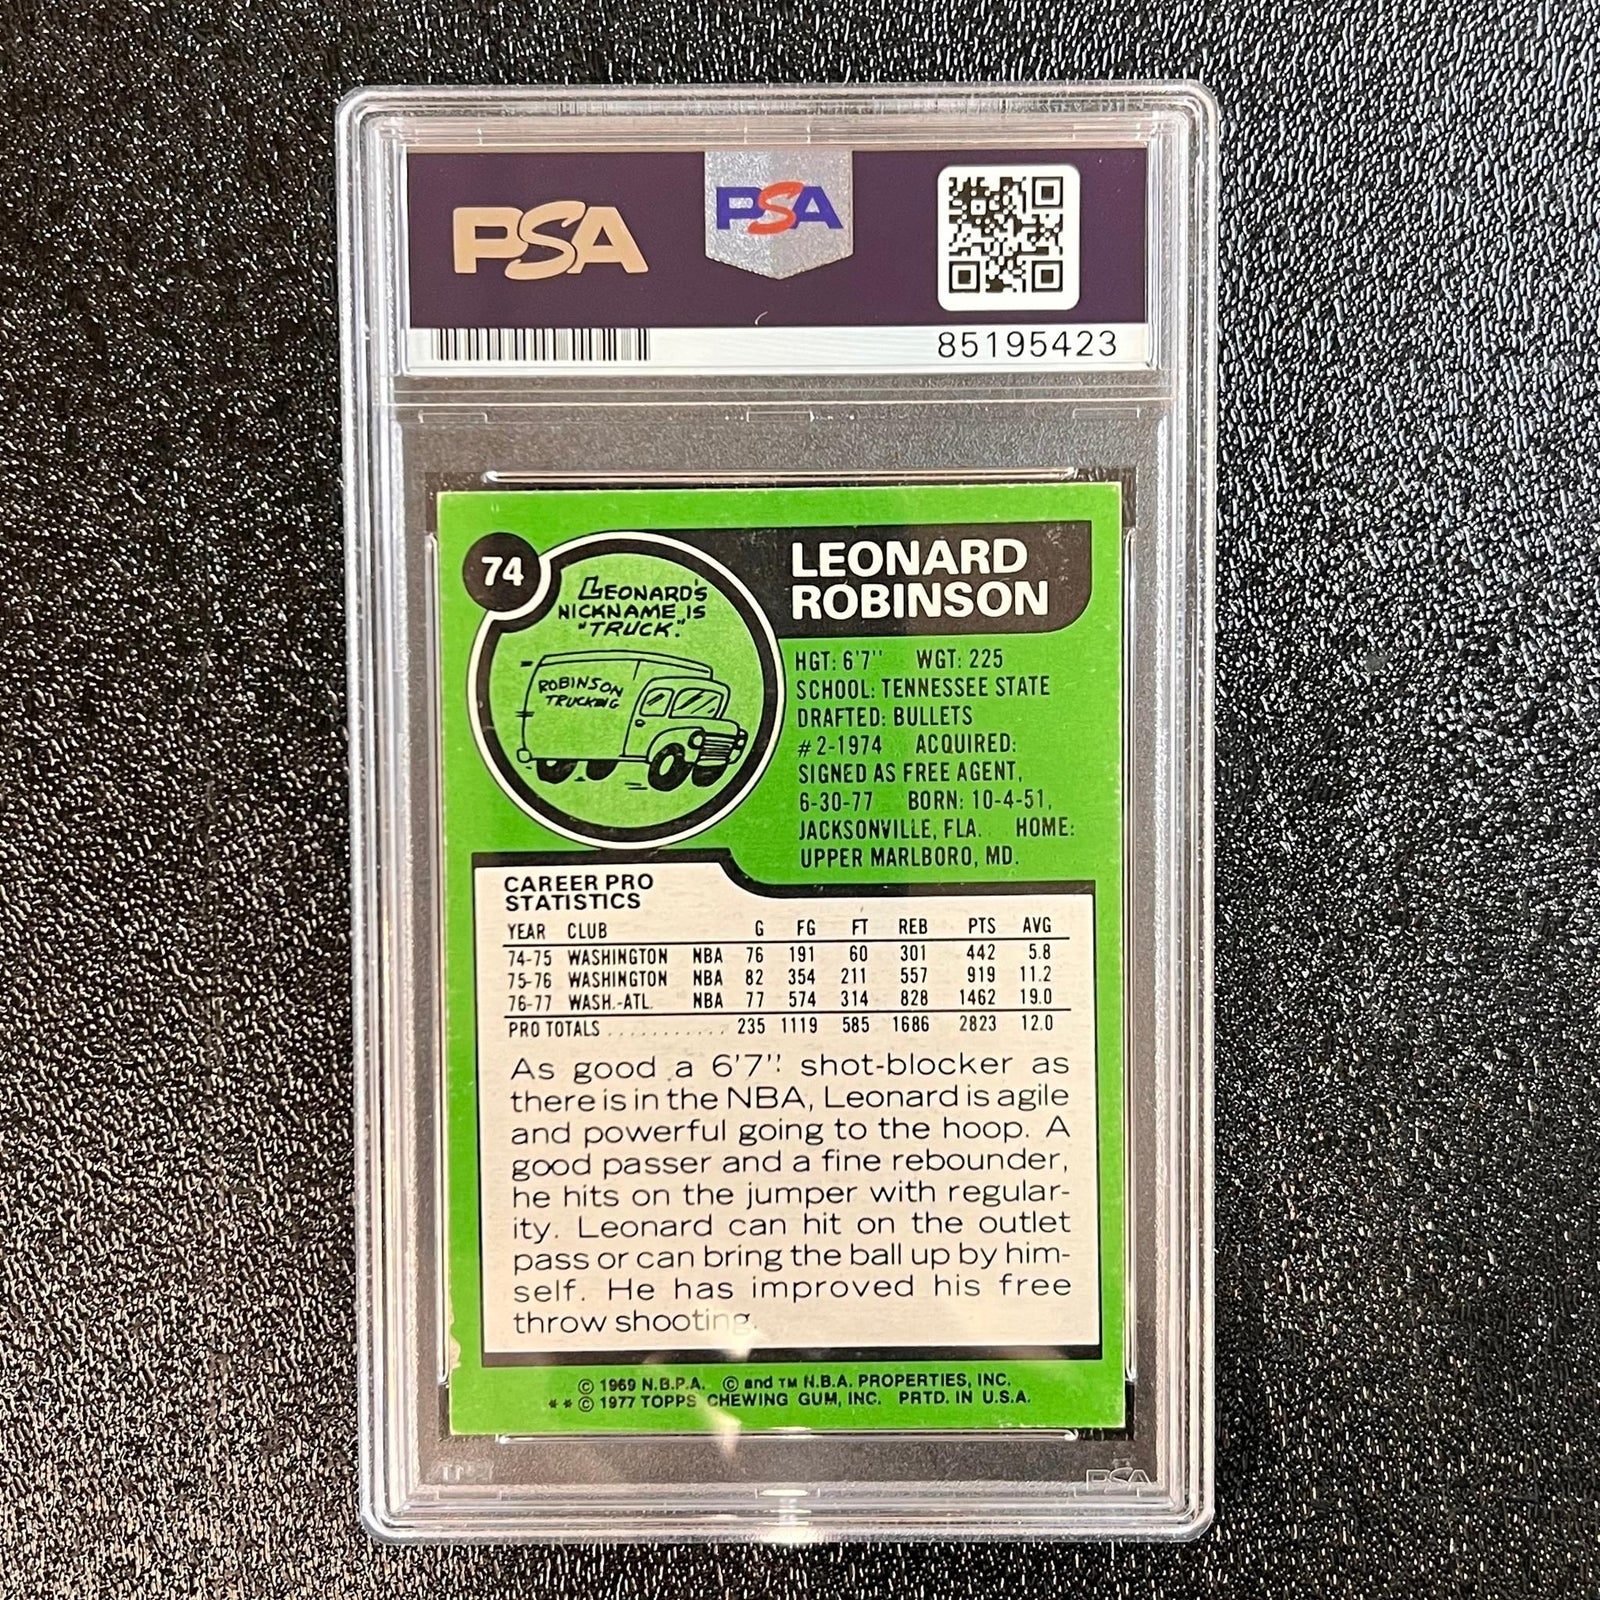 PSA
PSA
85195423
74
LEONARD'S
NICKNAME IS
"TRUCK."
ROBINSON
TRUCKING
LEONARD
ROBINSON
HGT: 6'7" WGT: 225
SCHOOL: TENNESSEE STATE
DRAFTED: BULLETS
#2-1974 ACQUIRED:
SIGNED AS FREE AGENT,
6-30-77 BORN: 10-4-51,
JACKSONVILLE, FLA. HOME:
UPPER MARLBORO, MD.
CAREER PRO
STATISTICS
YEAR CLUB G FG FT REB PTS AVG
74-75 WASHINGTON NBA 76 191 60 301 442 5.8
75-76 WASHINGTON NBA 82 354 211 557 919 11.2
76-77 WASH.-ATL. NBA 77 574 314 828 1462 19.0
PRO TOTALS ........... 235 1119 585 1686 2823 12.0
As good a 6'7" shot-blocker as
there is in the NBA, Leonard is agile
and powerful going to the hoop. A
good passer and a fine rebounder,
he hits on the jumper with regular-
ity. Leonard can hit on the outlet
pass or can bring the ball up by him-
self. He has improved his free
throw shooting.
© 1969 N.B.P.A. © and TM N.B.A. PROPERTIES, INC.
** © 1977 TOPPS CHEWING GUM, INC. PRTD. IN U.S.A.
PSA